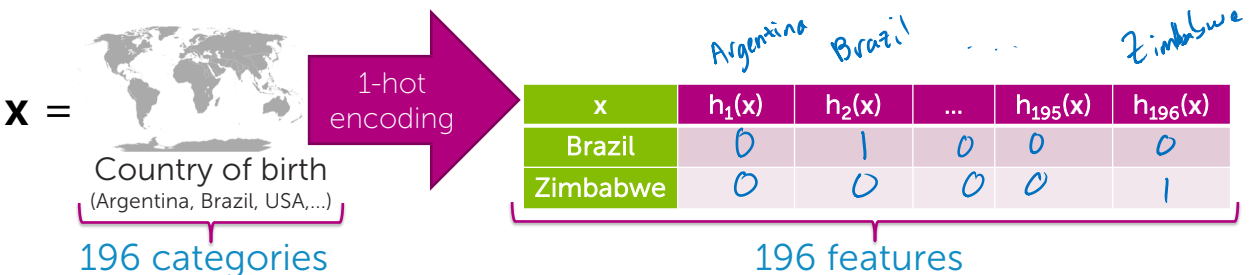 Argentina Brazil .... Zimbabwe
x =
1-hot
encoding
x h₁(x) h₂(x) ... h₁₉₅(x) h₁₉₆(x)
Brazil 0 1 0 0 0
Zimbabwe 0 0 0 0 1
Country of birth
(Argentina, Brazil, USA,...)
196 categories
196 features